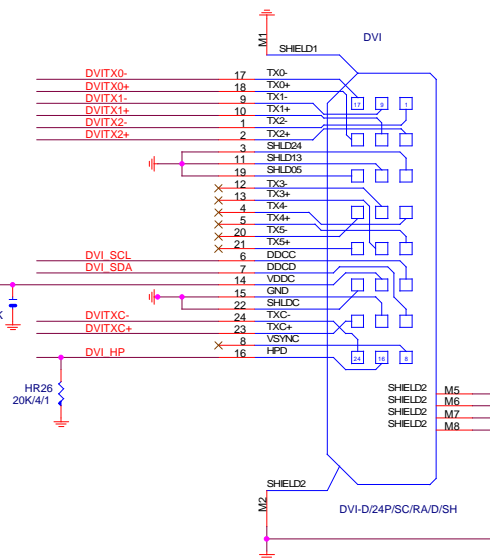 M1
SHIELD1
DVI
DVITX0- 17 TX0-
DVITX0+ 18 TX0+
DVITX1- 9 TX1-
DVITX1+ 10 TX1+
DVITX2- 1 TX2-
DVITX2+ 2 TX2+
3 SHLD24
11 SHLD13
19 SHLD05
12 TX3-
13 TX3+
4 TX4-
5 TX4+
20 TX5-
21 TX5+
DVI_SCL 6 DDCC
DVI_SDA 7 DDCD
14 VDDC
15 GND
22 SHLDC
DVITXC- 24 TXC-
DVITXC+ 23 TXC+
8 VSYNC
DVI_HP 16 HPD
17 9 1
24 16 8
K
HR26
20K/4/1
SHIELD2 M5
SHIELD2 M6
SHIELD2 M7
SHIELD2 M8
SHIELD2
M2
DVI-D/24P/SC/RA/D/SH